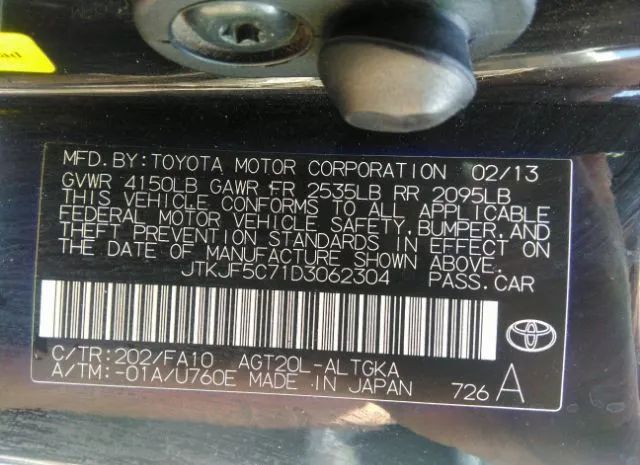 MFD.BY:TOYOTA MOTOR CORPORATION 02/13
GVWR 4150LB GAWR FR 2535LB RR 2095LB
THIS VEHICLE CONFORMS TO ALL APPLICABLE
FEDERAL MOTOR VEHICLE SAFETY,BUMPER,AND
THEFT PREVENTION STANDARDS IN EFFECT ON
THE DATE OF MANUFACTURE SHOWN ABOVE.
JTKJF5C71D3062304 PASS.CAR
C/TR:202/FA10 AGT20L-ALTGKA
A/TM:-01A/U760E MADE IN JAPAN 726 A